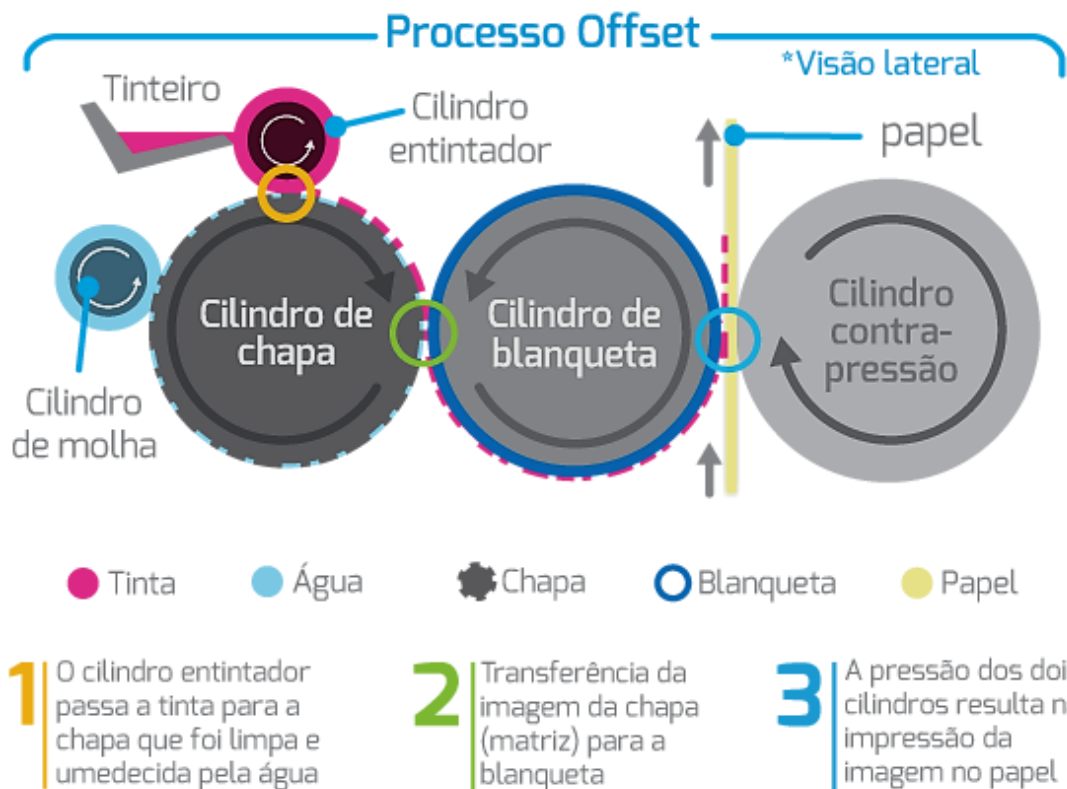 Processo Offset
*Visão lateral
Tinteiro
Cilindro
entintador
papel
Cilindro de
chapa
Cilindro de
blanqueta
Cilindro
contra-
pressão
Cilindro
de molha
Tinta
Água
Chapa
Blanqueta
Papel
1
O cilindro entintador
passa a tinta para a
chapa que foi limpa e
umedecida pela água
2
Transferência da
imagem da chapa
(matriz) para a
blanqueta
3
A pressão dos doi
cilindros resulta n
impressão da
imagem no papel